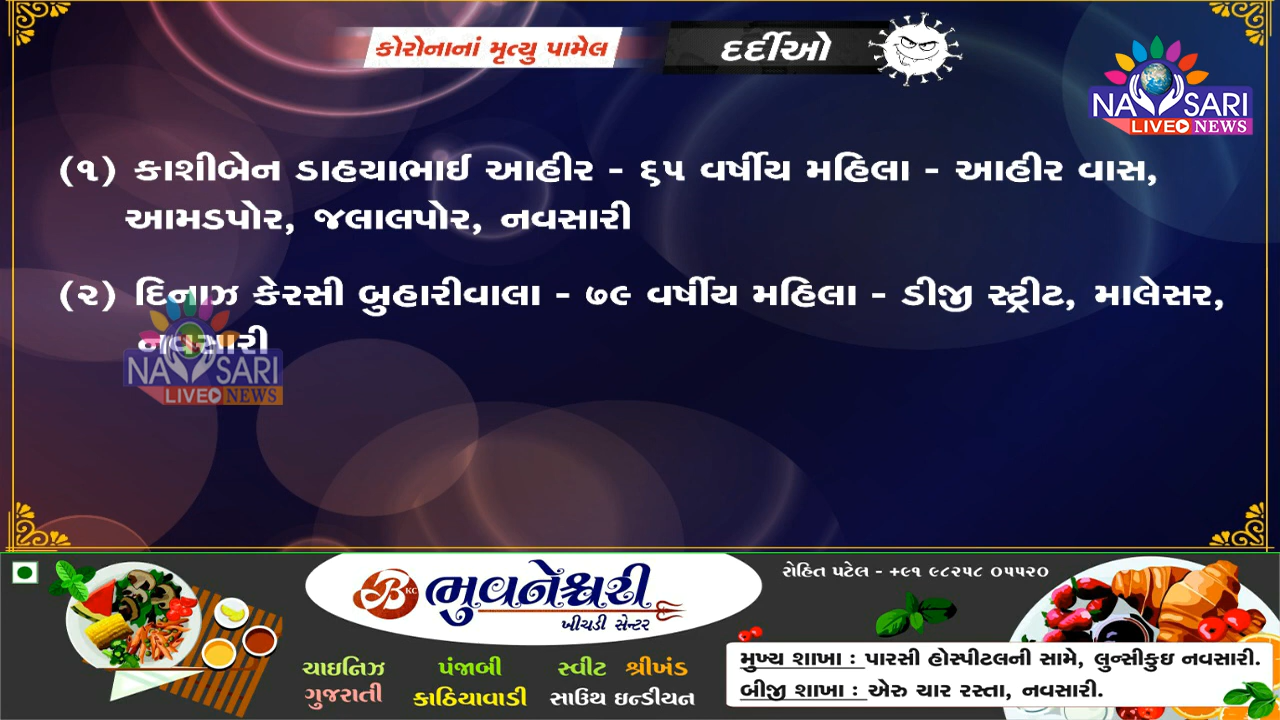 કોરોનાનાં મૃત્યુ પામેલ દર્દીઓ
NAVSARI
LIVE NEWS
(૧) કાશીબેન ડાહયાભાઈ આહીર - ૬૫ વર્ષીય મહિલા - આહીર વાસ,
આમડપોર, જલાલપોર, નવસારી
(૨) દિનાઝ કેરસી બુહારીવાલા - ૭૯ વર્ષીય મહિલા - ડીજી સ્ટ્રીટ, માલેસર,
નવસારી
NAVSARI
LIVE NEWS
KC
ભુવનેશ્વરી
ખીચડી સેન્ટર
રોહિત પટેલ - +૯૧ ૯૮૨૫૮ ૦૫૫૨૦
ચાઇનિઝ પંજાબી સ્વીટ શ્રીખંડ
ગુજરાતી કાઠિયાવાડી સાઉથ ઇન્ડીયન
મુખ્ય શાખા : પારસી હોસ્પીટલની સામે, લુન્સીકુઇ નવસારી.
બીજી શાખા : એરુ ચાર રસ્તા, નવસારી.